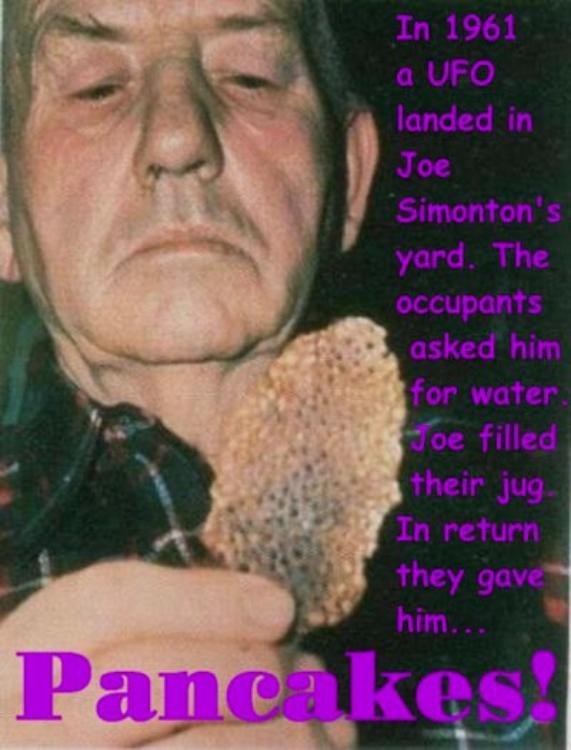 In 1961
a UFO
landed in
Joe
Simonton's
yard. The
occupants
asked him
for water.
Joe filled
their jug.
In return
they gave
him...
Pancakes!